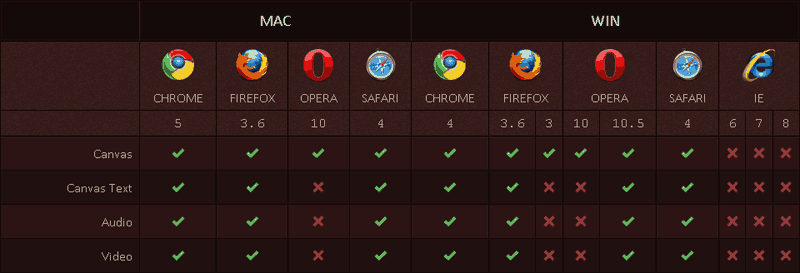 MAC WIN
CHROME FIREFOX OPERA SAFARI CHROME FIREFOX OPERA SAFARI IE
5 3.6 10 4 4 3.6 3 10 10.5 4 6 7 8
Canvas
Canvas Text
Audio
Video